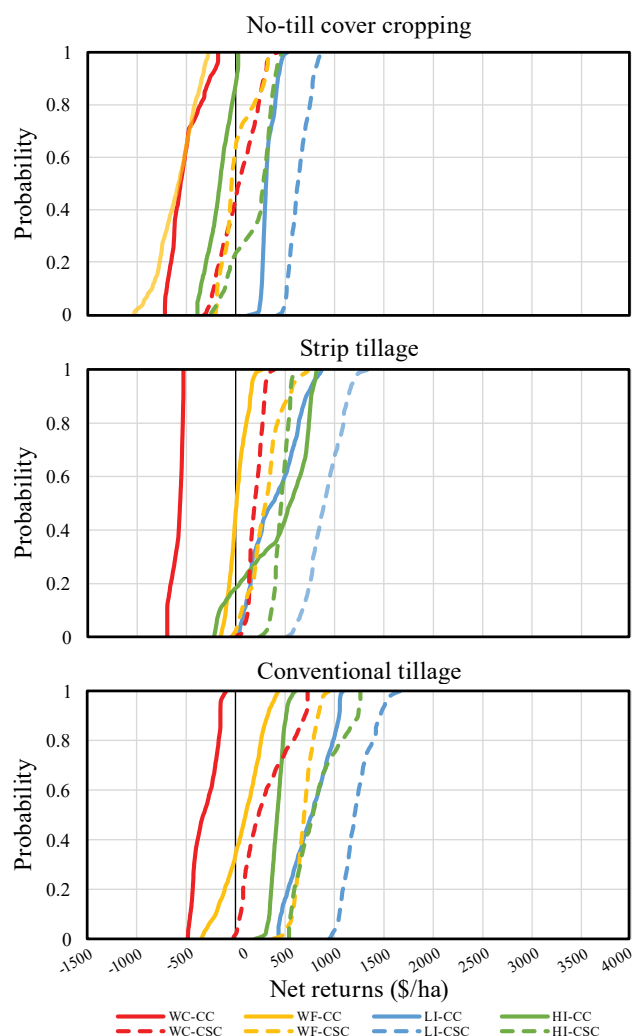 No-till cover cropping
1
0.8
0.6
0.4
0.2
0
Probability
Strip tillage
1
0.8
0.6
0.4
0.2
0
Probability
Conventional tillage
1
0.8
0.6
0.4
0.2
0
Probability
-1500 -1000 -500 0 500 1000 1500 2000 2500 3000 3500 4000
Net returns ($/ha)
WC-CC WF-CC LI-CC HI-CC
WC-CSC WF-CSC LI-CSC HI-CSC